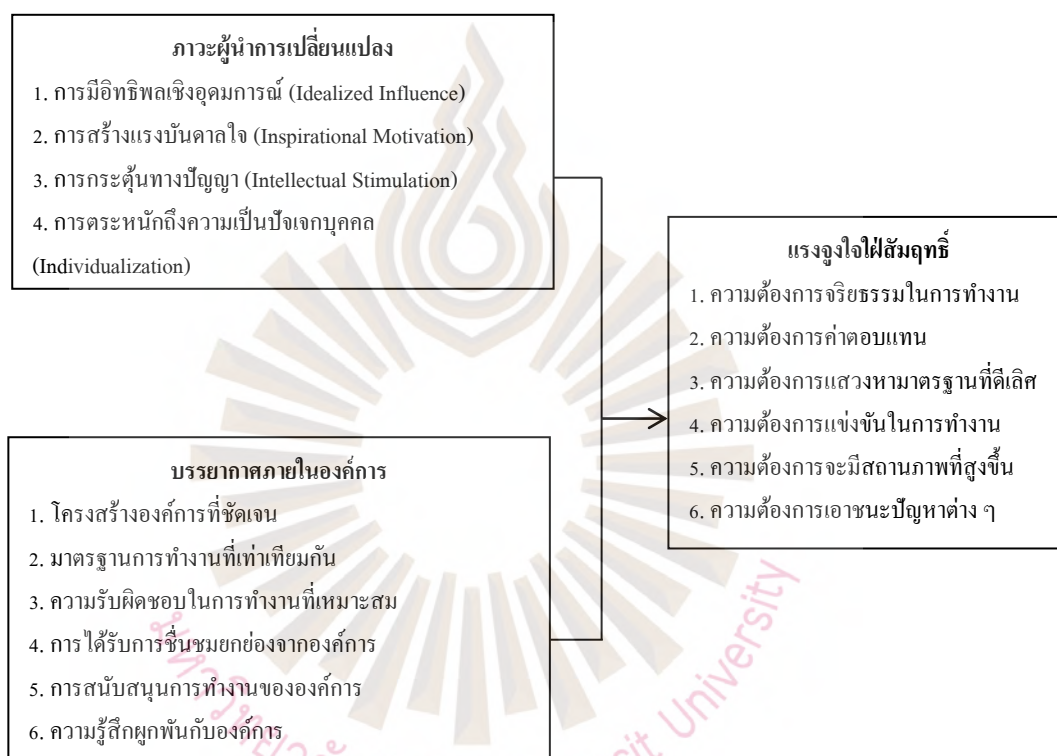 ภาวะผู้นำการเปลี่ยนแปลง
1. การมีอิทธิพลเชิงอุดมการณ์ (Idealized Influence)
2. การสร้างแรงบันดาลใจ (Inspirational Motivation)
3. การกระตุ้นทางปัญญา (Intellectual Stimulation)
4. การตระหนักถึงความเป็นปัจเจกบุคคล
(Individualization)
แรงจูงใจใฝ่สัมฤทธิ์
1. ความต้องการจริยธรรมในการทำงาน
2. ความต้องการค่าตอบแทน
3. ความต้องการแสวงหามาตรฐานที่ดีเลิศ
4. ความต้องการแข่งขันในการทำงาน
5. ความต้องการจะมีสถานภาพที่สูงขึ้น
6. ความต้องการเอาชนะปัญหาต่าง ๆ
บรรยากาศภายในองค์การ
1. โครงสร้างองค์การที่ชัดเจน
2. มาตรฐานการทำงานที่เท่าเทียมกัน
3. ความรับผิดชอบในการทำงานที่เหมาะสม
4. การได้รับการชื่นชมยกย่องจากองค์การ
5. การสนับสนุนการทำงานขององค์การ
6. ความรู้สึกผูกพันกับองค์การ
University